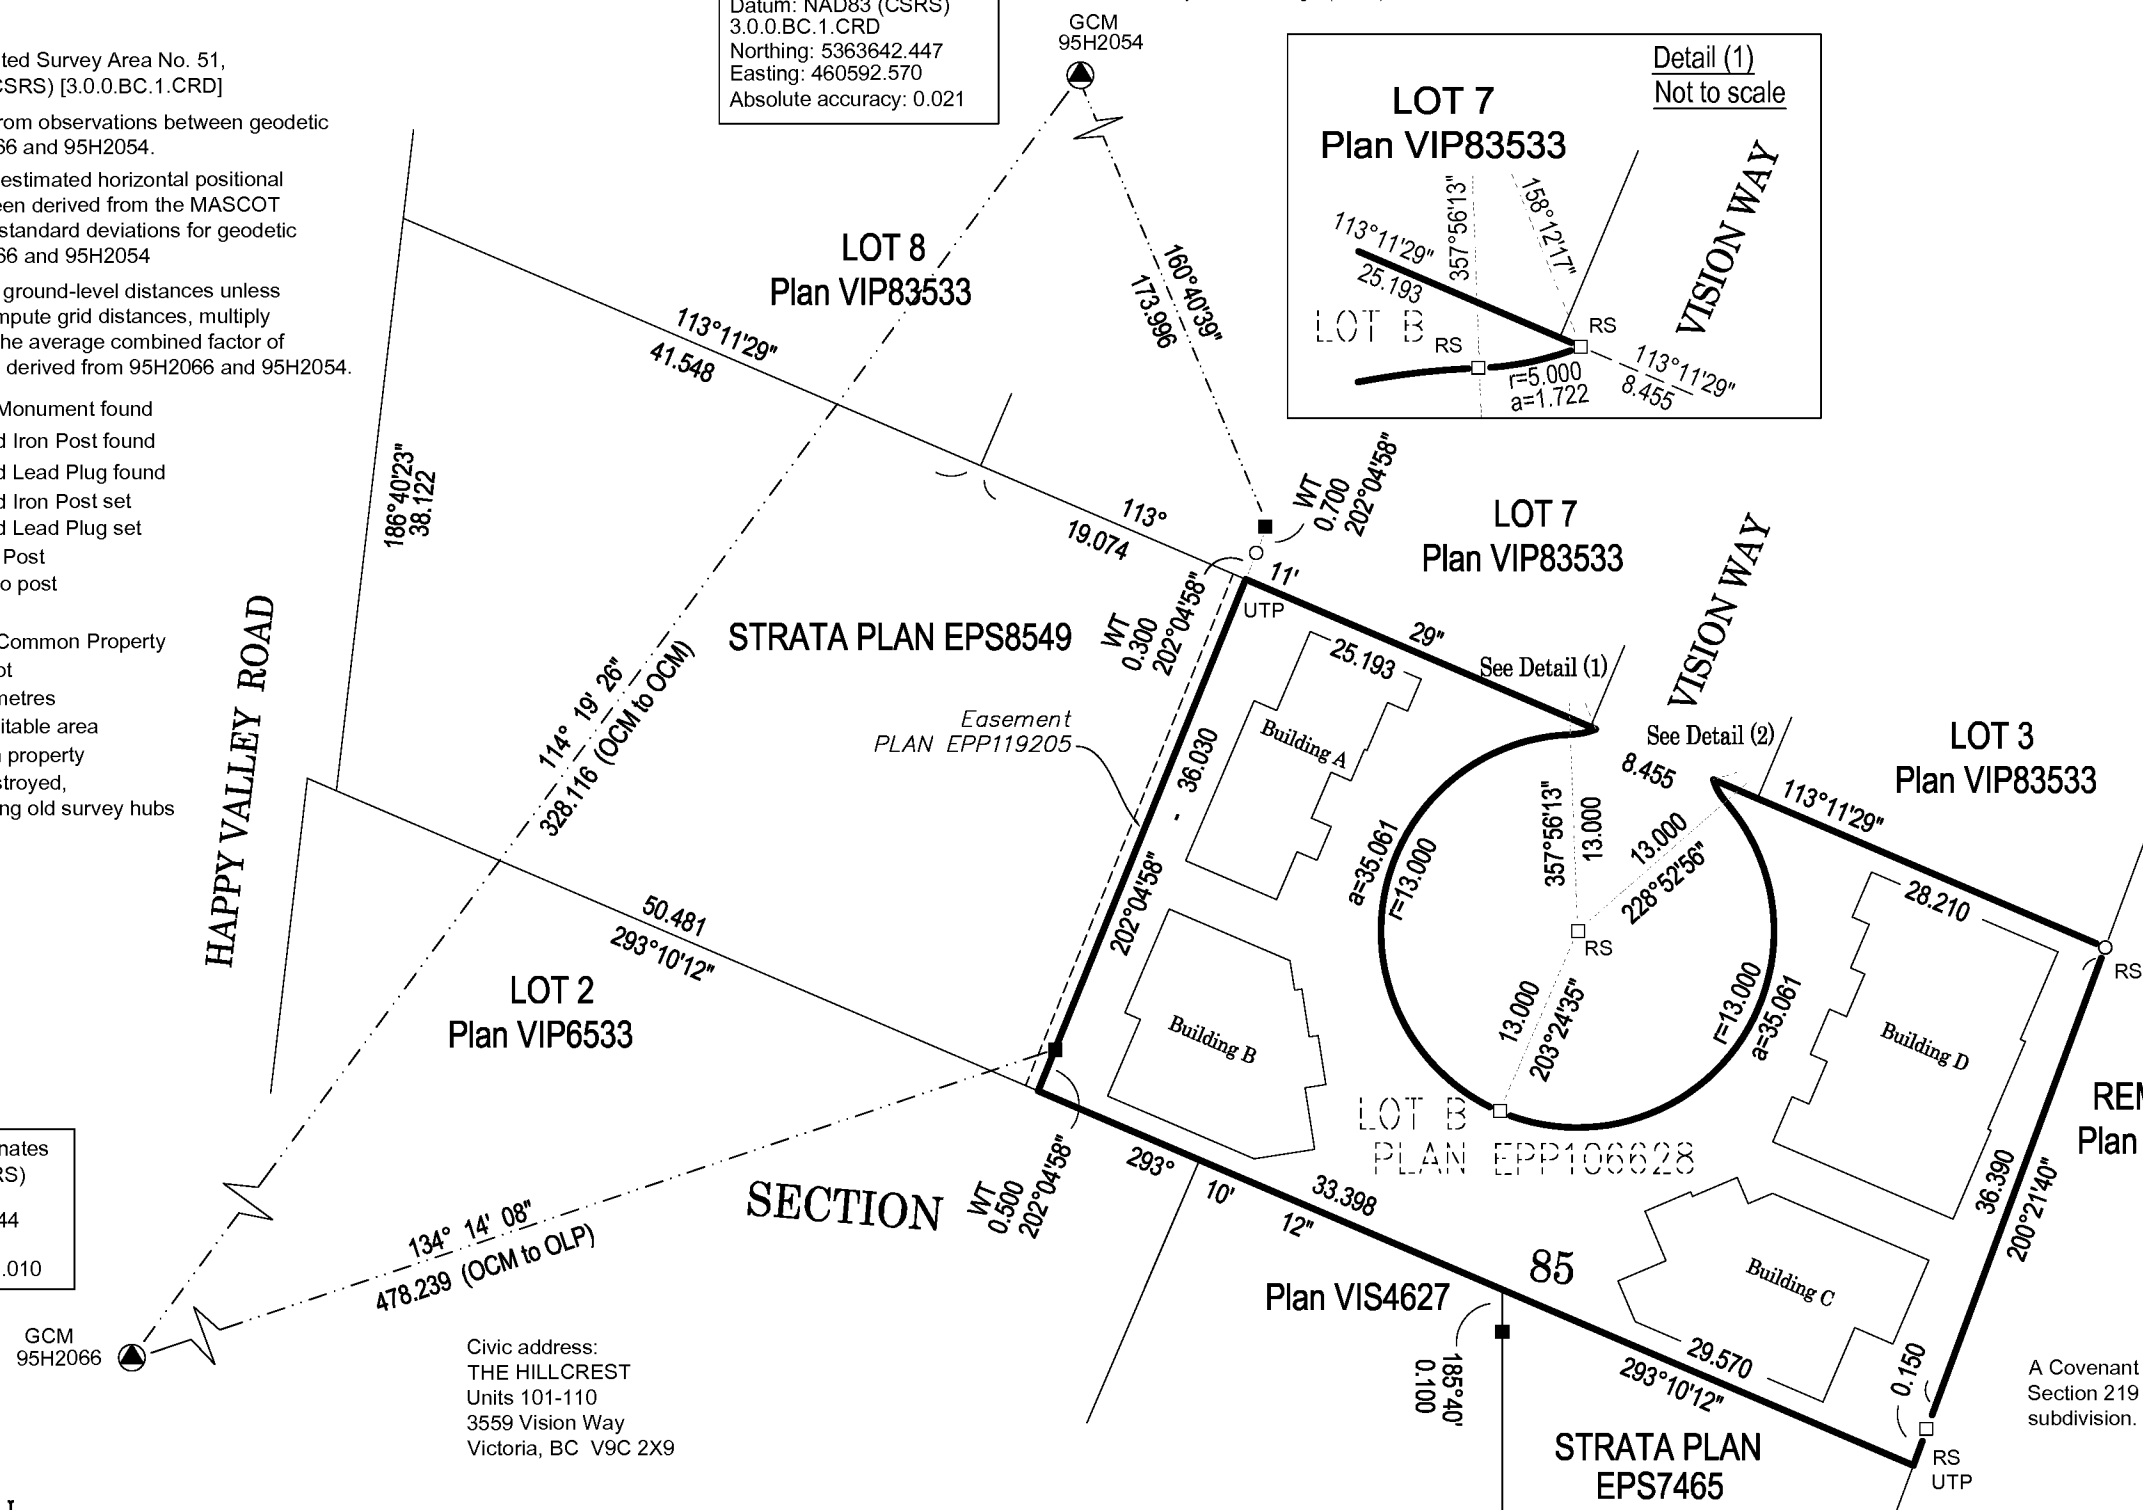 Datum: NAD83 (CSRS)
3.0.0.BC.1.CRD
Northing: 5363642.447
Easting: 460592.570
Absolute accuracy: 0.021
GCM
95H2054
ted Survey Area No. 51,
CSRS) [3.0.0.BC.1.CRD]
rom observations between geodetic
66 and 95H2054.
estimated horizontal positional
een derived from the MASCOT
standard deviations for geodetic
66 and 95H2054
ground-level distances unless
mpute grid distances, multiply
he average combined factor of
derived from 95H2066 and 95H2054.
Monument found
d Iron Post found
d Lead Plug found
d Iron Post set
d Lead Plug set
Post
o post
Common Property
ot
metres
itable area
property
stroyed,
ng old survey hubs
Detail (1)
Not to scale
LOT 7
Plan VIP83533
VISION WAY
357°56'13"
158°12'17"
113°11'29"
25.193
LOT B
RS
RS
r=5.000
a=1.722
113°11'29"
8.455
LOT 8
Plan VIP83533
113°11'29"
41.548
160°40'39"
173.996
186°40'23"
38.122
113°
19.074
11'
29"
WT
0.700
202°04'58"
WT
0.300
202°04'58"
UTP
LOT 7
Plan VIP83533
VISION WAY
HAPPY VALLEY ROAD
STRATA PLAN EPS8549
114° 19' 26"
328.116 (OCM to OCM)
Easement
PLAN EPP119205
36.030
202°04'58"
25.193
Building A
See Detail (1)
See Detail (2)
8.455
LOT 3
Plan VIP83533
113°11'29"
28.210
357°56'13"
13.000
13.000
228°52'56"
a=35.061
r=13.000
RS
13.000
203°24'35"
r=13.000
a=35.061
Building D
RS
50.481
293°10'12"
LOT 2
Plan VIP6533
Building B
LOT B
PLAN EPP106628
REM
Plan
36.390
200°21'40"
nates
RS)
44
.010
SECTION
85
WT
0.500
202°04'58"
293°
10'
12"
33.398
134° 14' 08"
478.239 (OCM to OLP)
Plan VIS4627
185°40'
0.100
Building C
29.570
293°10'12"
0.150
GCM
95H2066
Civic address:
THE HILLCREST
Units 101-110
3559 Vision Way
Victoria, BC V9C 2X9
A Covenant
Section 219
subdivision.
STRATA PLAN
EPS7465
RS
UTP